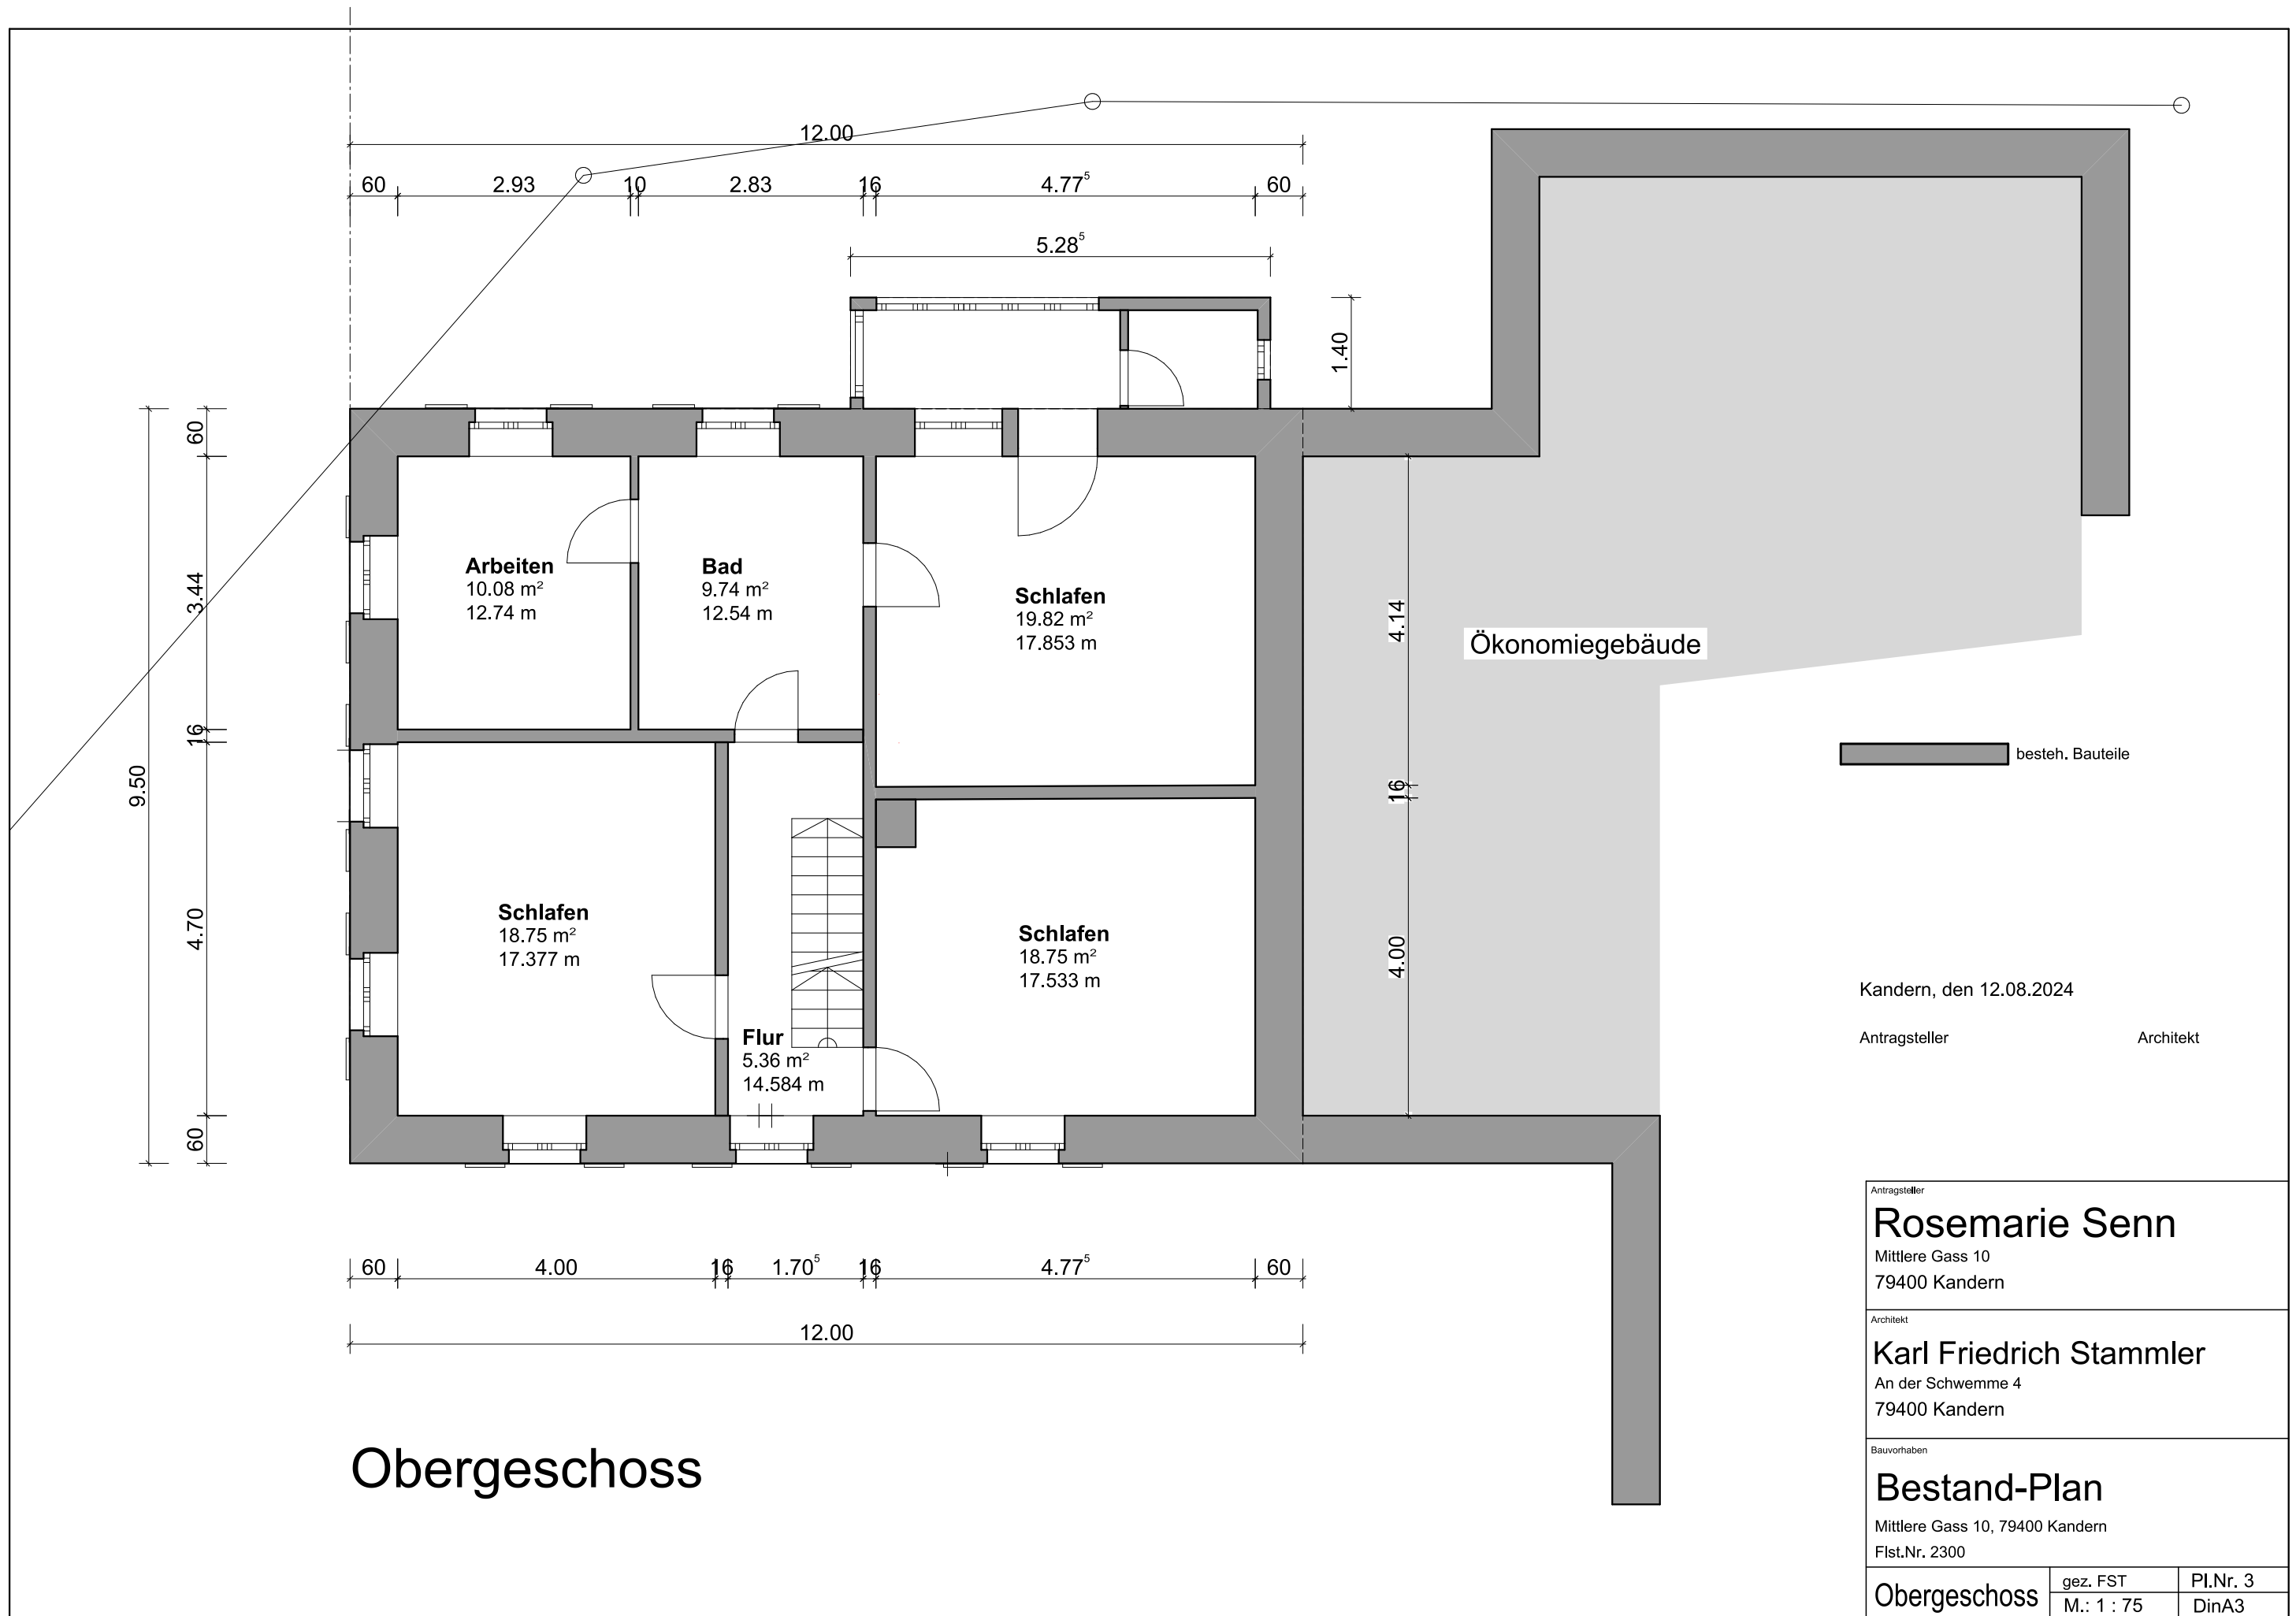 12.00
60 2.93 10 2.83 16 4.77⁵ 60
5.28⁵
1.40
60
3.44
16
4.70
60
9.50
Arbeiten
10.08 m²
12.74 m
Bad
9.74 m²
12.54 m
Schlafen
19.82 m²
17.853 m
4.14
16
4.00
Ökonomiegebäude
besteh. Bauteile
Schlafen
18.75 m²
17.377 m
Flur
5.36 m²
14.584 m
Schlafen
18.75 m²
17.533 m
Kandern, den 12.08.2024
Antragsteller Architekt
60 4.00 16 1.70⁵ 16 4.77⁵ 60
12.00
Obergeschoss
Antragsteller
Rosemarie Senn
Mittlere Gass 10
79400 Kandern
Architekt
Karl Friedrich Stammler
An der Schwemme 4
79400 Kandern
Bauvorhaben
Bestand-Plan
Mittlere Gass 10, 79400 Kandern
Flst.Nr. 2300
Obergeschoss
gez. FST Pl.Nr. 3
M.: 1 : 75 DinA3